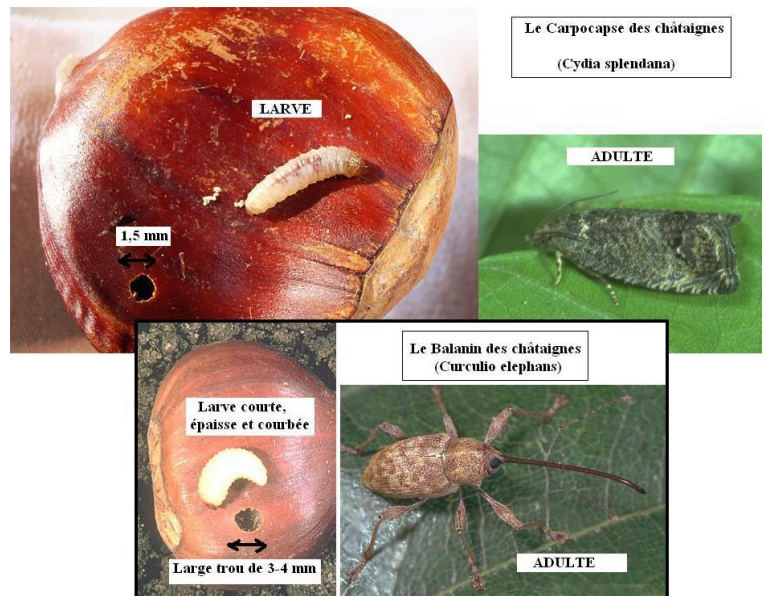 Le Carpocapse des châtaignes
(Cydia splendana)
LARVE
ADULTE
1,5 mm
Le Balanin des châtaignes
(Curculio elephans)
Larve courte,
épaisse et courbée
Large trou de 3-4 mm
ADULTE